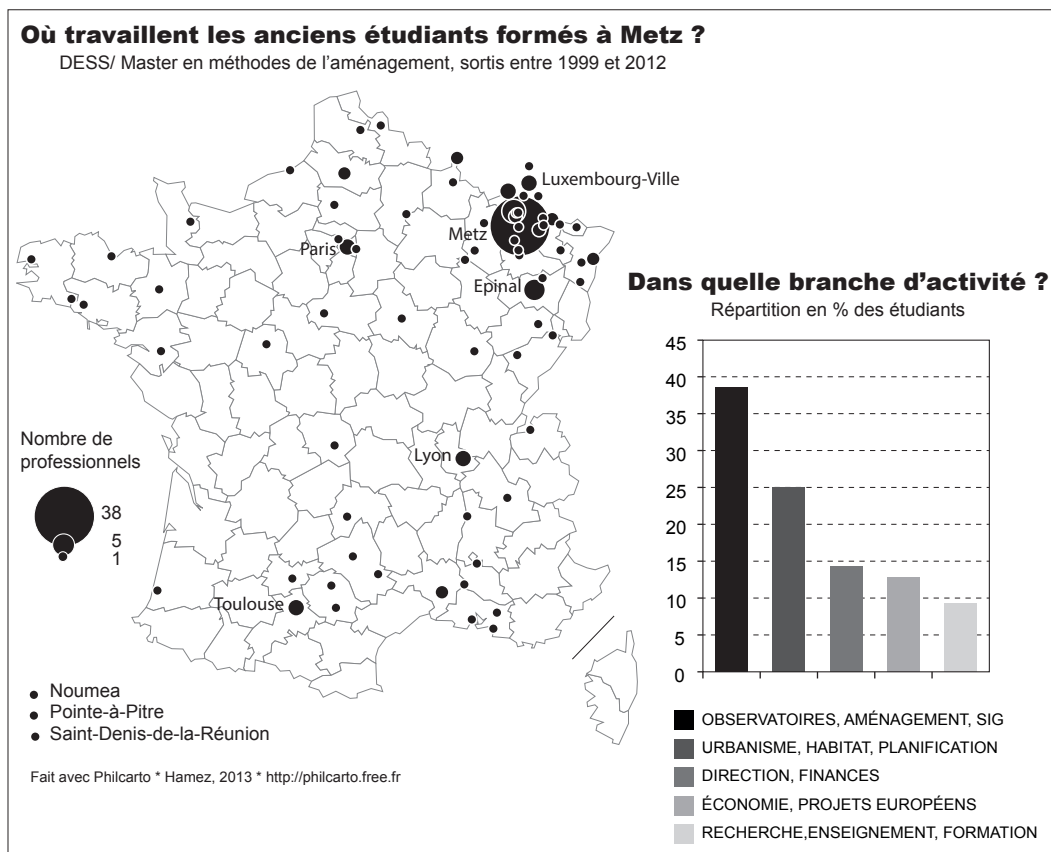 Où travaillent les anciens étudiants formés à Metz ?
DESS/ Master en méthodes de l’aménagement, sortis entre 1999 et 2012
Luxembourg-Ville
Metz
Paris
Epinal
Lyon
Toulouse
Nombre de
professionnels
38
5
1
Noumea
Pointe-à-Pitre
Saint-Denis-de-la-Réunion
Fait avec Philcarto * Hamez, 2013 * http://philcarto.free.fr
Dans quelle branche d’activité ?
Répartition en % des étudiants
45
40
35
30
25
20
15
10
5
0
OBSERVATOIRES, AMÉNAGEMENT, SIG
URBANISME, HABITAT, PLANIFICATION
DIRECTION, FINANCES
ÉCONOMIE, PROJETS EUROPÉENS
RECHERCHE,ENSEIGNEMENT, FORMATION